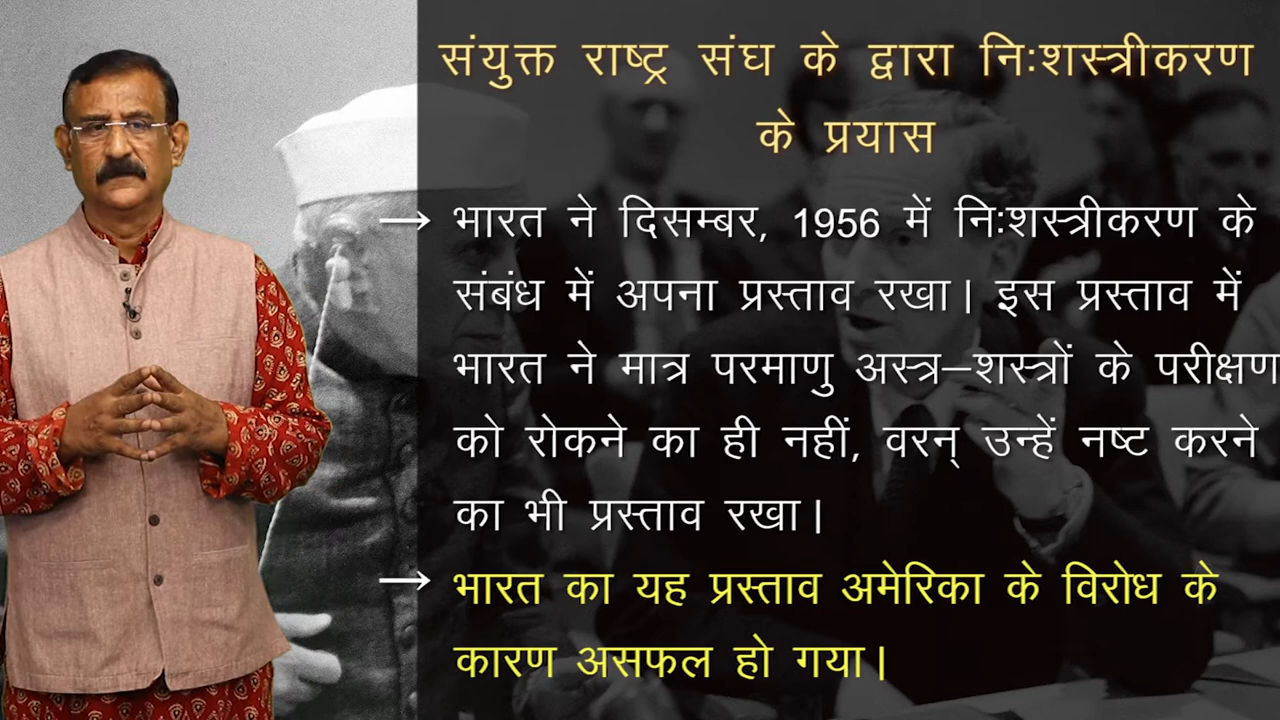 संयुक्त राष्ट्र संघ के द्वारा निःशस्त्रीकरण
के प्रयास
→ भारत ने दिसम्बर, 1956 में निःशस्त्रीकरण के
संबंध में अपना प्रस्ताव रखा। इस प्रस्ताव में
भारत ने मात्र परमाणु अस्त्र–शस्त्रों के परीक्षण
को रोकने का ही नहीं, वरन् उन्हें नष्ट करने
का भी प्रस्ताव रखा।
→ भारत का यह प्रस्ताव अमेरिका के विरोध के
कारण असफल हो गया।